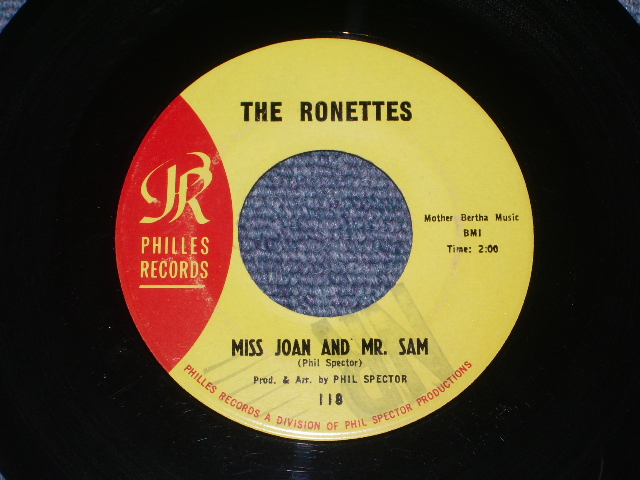 THE RONETTES
PR
PHILLES
RECORDS
Mother Bertha Music
BMI
Time: 2:00
MISS JOAN AND MR. SAM
(Phil Spector)
Prod. & Arr. by PHIL SPECTOR
118
PHILLES RECORDS A DIVISION OF PHIL SPECTOR PRODUCTIONS